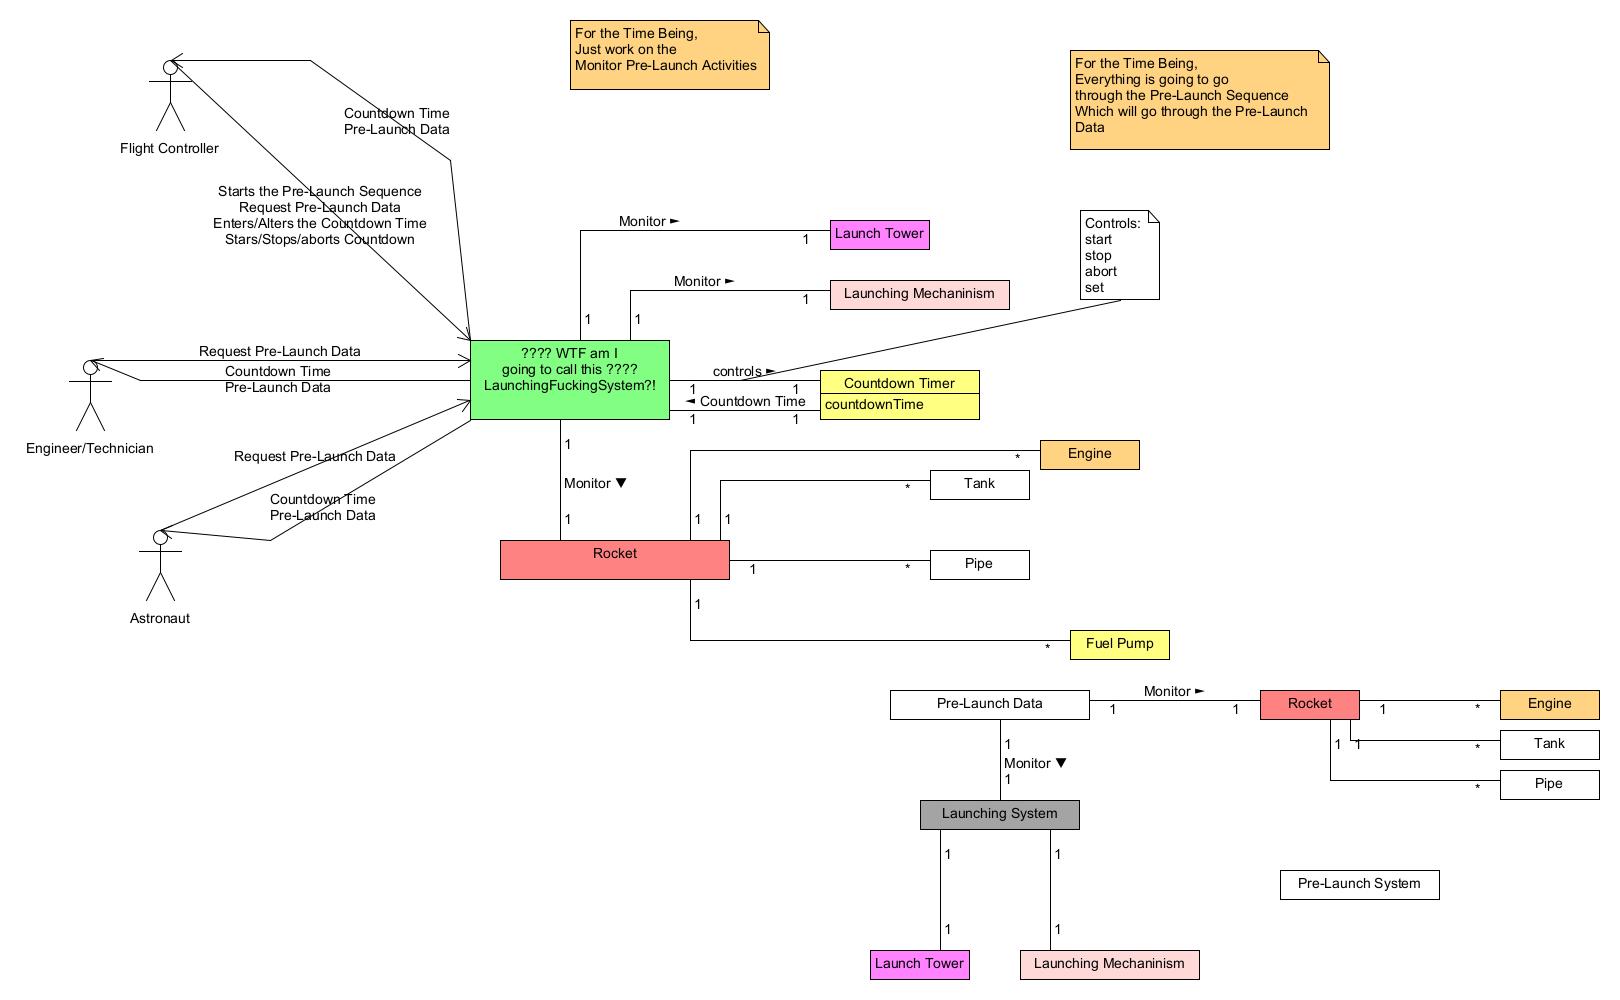 For the Time Being,
Just work on the
Monitor Pre-Launch Activities
For the Time Being,
Everything is going to go
through the Pre-Launch Sequence
Which will go through the Pre-Launch
Data
Countdown Time
Pre-Launch Data
Flight Controller
Starts the Pre-Launch Sequence
Request Pre-Launch Data
Enters/Alters the Countdown Time
Stars/Stops/aborts Countdown
Monitor ►
1
Launch Tower
1
Monitor ►
1
Launching Mechaninism
1
Controls:
start
stop
abort
set
Request Pre-Launch Data
Countdown Time
Pre-Launch Data
Engineer/Technician
???? WTF am I
going to call this ????
LaunchingFuckingSystem?!
controls ►
1
1
◄ Countdown Time
1
1
Countdown Timer
countdownTime
Request Pre-Launch Data
Countdown Time
Pre-Launch Data
Astronaut
1
Monitor ▼
1
Rocket
1
*
Engine
1
*
Tank
1
*
Pipe
1
*
Fuel Pump
Pre-Launch Data
Monitor ►
1
1
Rocket
1
*
Engine
1
*
Tank
1
*
Pipe
1
Monitor ▼
1
Launching System
1
1
1
1
Launch Tower
Launching Mechaninism
Pre-Launch System